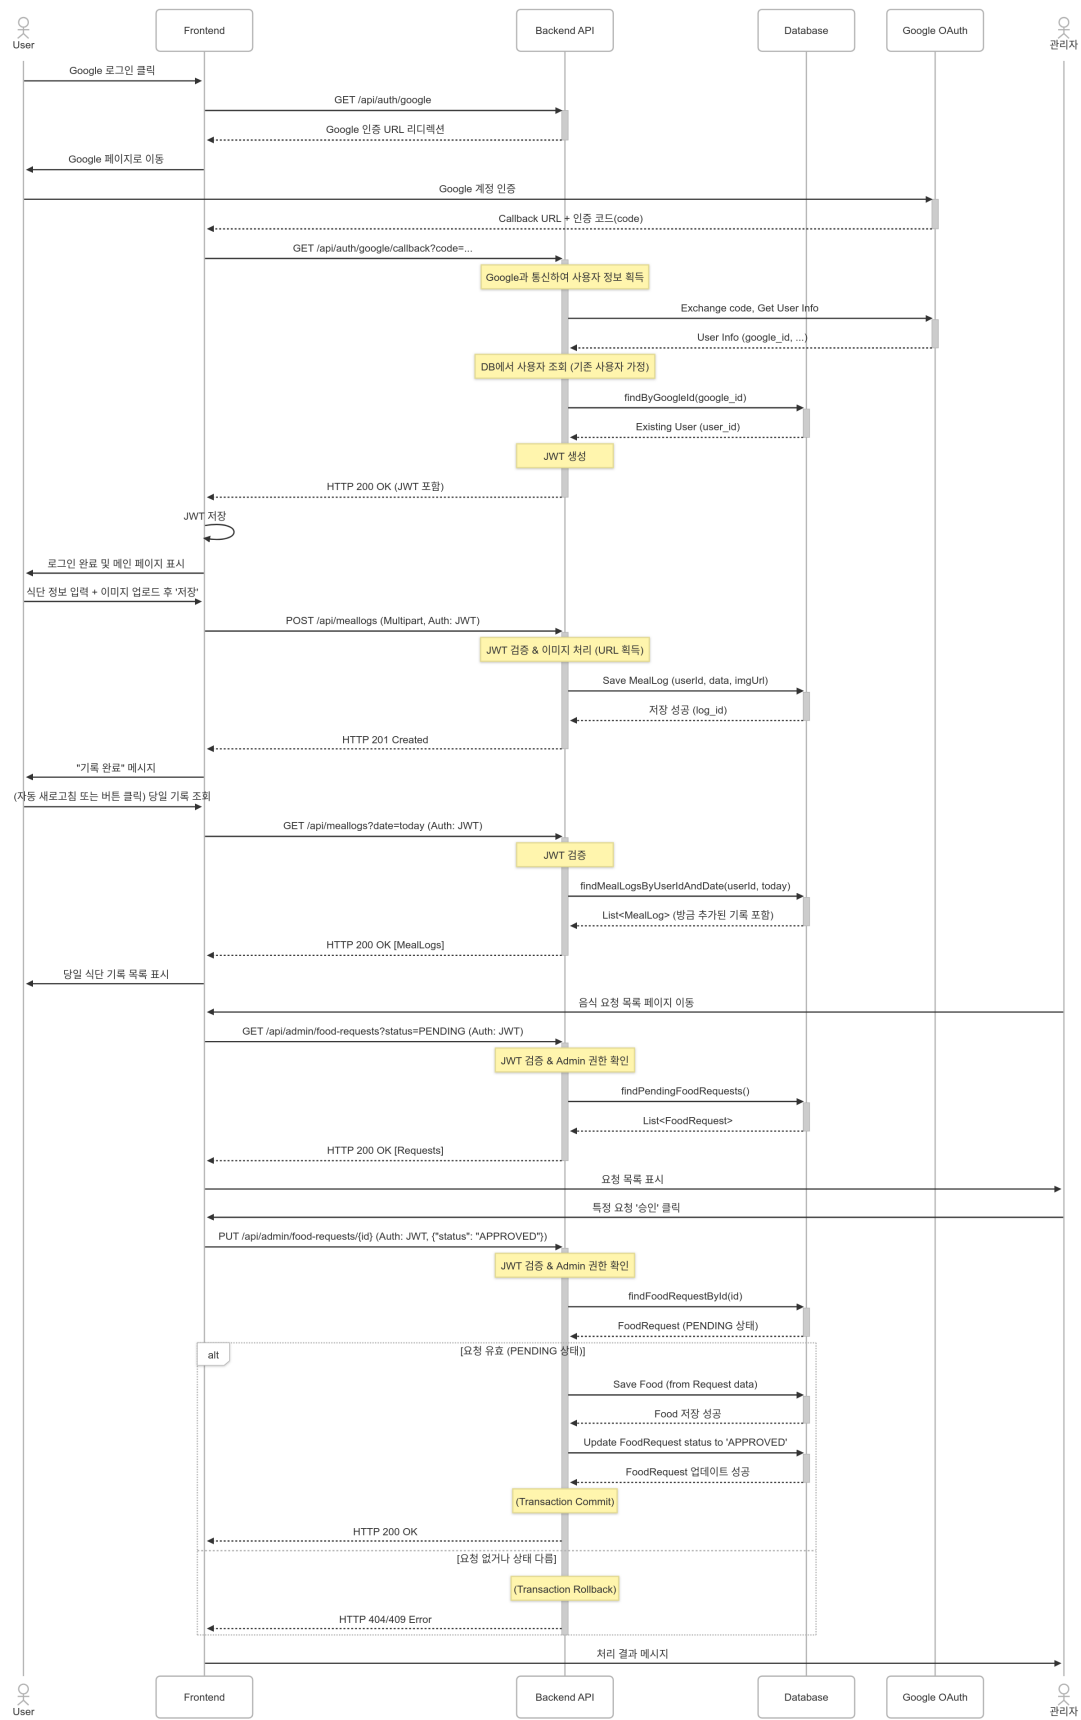 User
Frontend
Backend API
Database
Google OAuth
관리자
Google 로그인 클릭
GET /api/auth/google
Google 인증 URL 리디렉션
Google 페이지로 이동
Google 계정 인증
Callback URL + 인증 코드(code)
GET /api/auth/google/callback?code=...
Google과 통신하여 사용자 정보 획득
Exchange code, Get User Info
User Info (google_id, ...)
DB에서 사용자 조회 (기존 사용자 가정)
findByGoogleId(google_id)
Existing User (user_id)
JWT 생성
HTTP 200 OK (JWT 포함)
JWT 저장
로그인 완료 및 메인 페이지 표시
식단 정보 입력 + 이미지 업로드 후 '저장'
POST /api/meallogs (Multipart, Auth: JWT)
JWT 검증 & 이미지 처리 (URL 획득)
Save MealLog (userId, data, imgUrl)
저장 성공 (log_id)
HTTP 201 Created
"기록 완료" 메시지
(자동 새로고침 또는 버튼 클릭) 당일 기록 조회
GET /api/meallogs?date=today (Auth: JWT)
JWT 검증
findMealLogsByUserIdAndDate(userId, today)
List<MealLog> (방금 추가된 기록 포함)
HTTP 200 OK [MealLogs]
당일 식단 기록 목록 표시
음식 요청 목록 페이지 이동
GET /api/admin/food-requests?status=PENDING (Auth: JWT)
JWT 검증 & Admin 권한 확인
findPendingFoodRequests()
List<FoodRequest>
HTTP 200 OK [Requests]
요청 목록 표시
특정 요청 '승인' 클릭
PUT /api/admin/food-requests/{id} (Auth: JWT, {"status": "APPROVED"})
JWT 검증 & Admin 권한 확인
findFoodRequestById(id)
FoodRequest (PENDING 상태)
alt
[요청 유효 (PENDING 상태)]
Save Food (from Request data)
Food 저장 성공
Update FoodRequest status to 'APPROVED'
FoodRequest 업데이트 성공
(Transaction Commit)
HTTP 200 OK
[요청 없거나 상태 다름]
(Transaction Rollback)
HTTP 404/409 Error
처리 결과 메시지
User
Frontend
Backend API
Database
Google OAuth
관리자